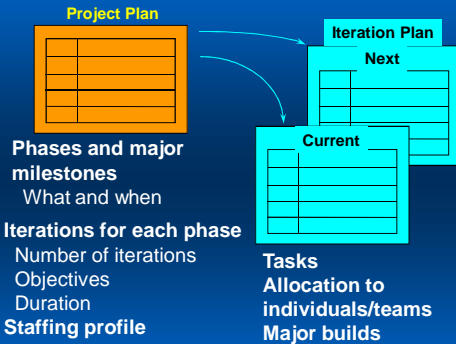 Project Plan
Iteration Plan
Next
Current
Phases and major
milestones
What and when
Iterations for each phase
Number of iterations
Objectives
Duration
Staffing profile
Tasks
Allocation to
individuals/teams
Major builds